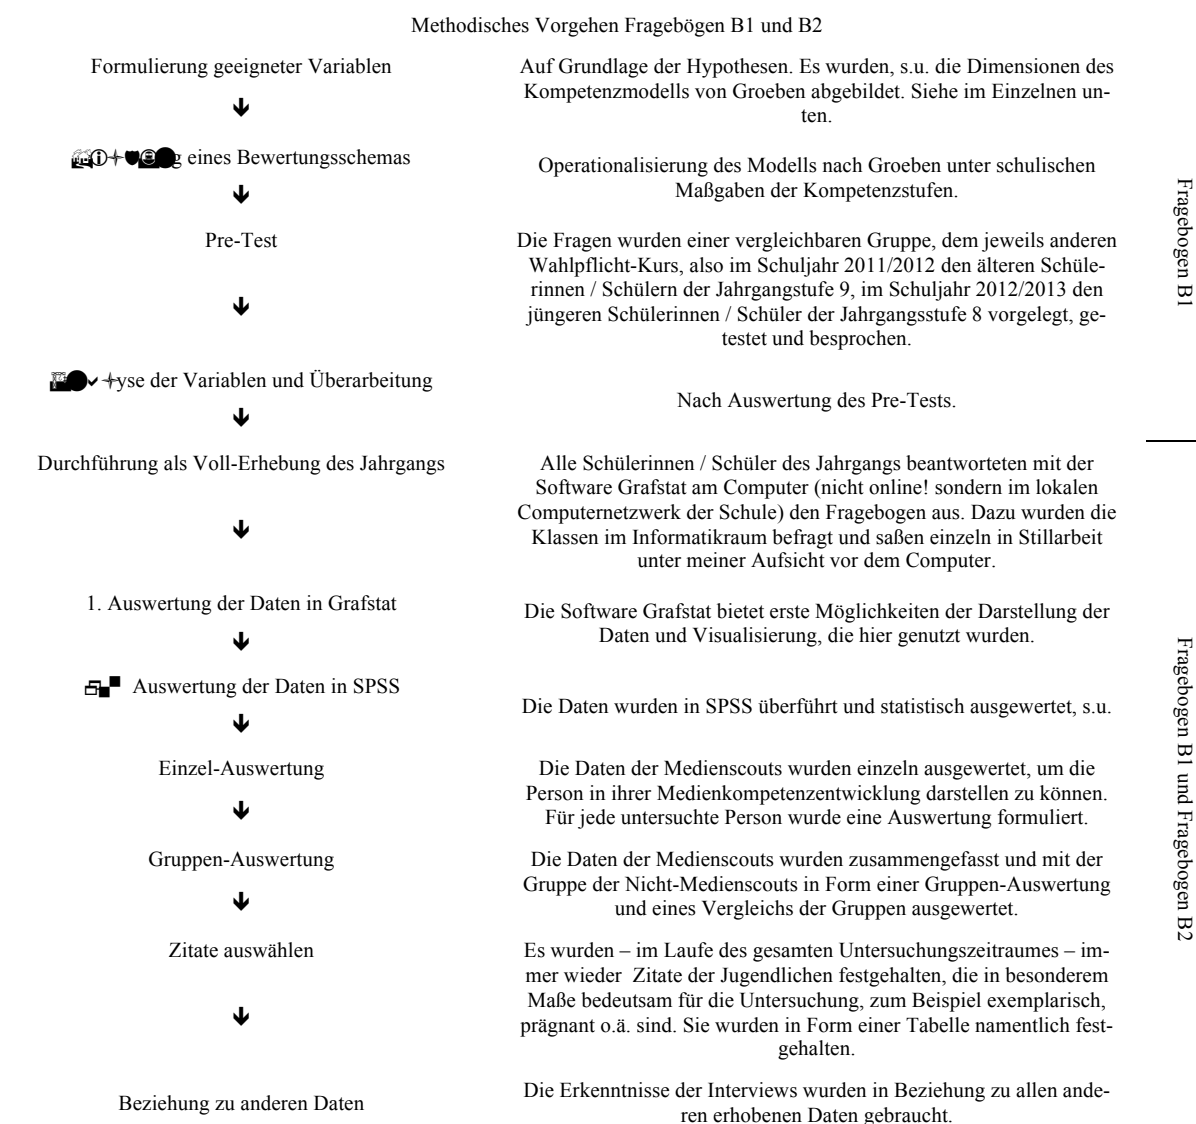 Methodisches Vorgehen Fragebögen B1 und B2
Formulierung geeigneter Variablen
Auf Grundlage der Hypothesen. Es wurden, s.u. die Dimensionen des
Kompetenzmodells von Groeben abgebildet. Siehe im Einzelnen un-
ten.
eines Bewertungsschemas
Operationalisierung des Modells nach Groeben unter schulischen
Maßgaben der Kompetenzstufen.
Pre-Test
Die Fragen wurden einer vergleichbaren Gruppe, dem jeweils anderen
Wahlpflicht-Kurs, also im Schuljahr 2011/2012 den älteren Schüle-
rinnen / Schülern der Jahrgangstufe 9, im Schuljahr 2012/2013 den
jüngeren Schülerinnen / Schüler der Jahrgangsstufe 8 vorgelegt, ge-
testet und besprochen.
yse der Variablen und Überarbeitung
Nach Auswertung des Pre-Tests.
Durchführung als Voll-Erhebung des Jahrgangs
Alle Schülerinnen / Schüler des Jahrgangs beantworteten mit der
Software Grafstat am Computer (nicht online! sondern im lokalen
Computernetzwerk der Schule) den Fragebogen aus. Dazu wurden die
Klassen im Informatikraum befragt und saßen einzeln in Stillarbeit
unter meiner Aufsicht vor dem Computer.
1. Auswertung der Daten in Grafstat
Die Software Grafstat bietet erste Möglichkeiten der Darstellung der
Daten und Visualisierung, die hier genutzt wurden.
Auswertung der Daten in SPSS
Die Daten wurden in SPSS überführt und statistisch ausgewertet, s.u.
Einzel-Auswertung
Die Daten der Medienscouts wurden einzeln ausgewertet, um die
Person in ihrer Medienkompetenzentwicklung darstellen zu können.
Für jede untersuchte Person wurde eine Auswertung formuliert.
Gruppen-Auswertung
Die Daten der Medienscouts wurden zusammengefasst und mit der
Gruppe der Nicht-Medienscouts in Form einer Gruppen-Auswertung
und eines Vergleichs der Gruppen ausgewertet.
Zitate auswählen
Es wurden – im Laufe des gesamten Untersuchungszeitraumes – im-
mer wieder Zitate der Jugendlichen festgehalten, die in besonderem
Maße bedeutsam für die Untersuchung, zum Beispiel exemplarisch,
prägnant o.ä. sind. Sie wurden in Form einer Tabelle namentlich fest-
gehalten.
Beziehung zu anderen Daten
Die Erkenntnisse der Interviews wurden in Beziehung zu allen ande-
ren erhobenen Daten gebraucht.
Fragebogen B1
Fragebogen B1 und Fragebogen B2